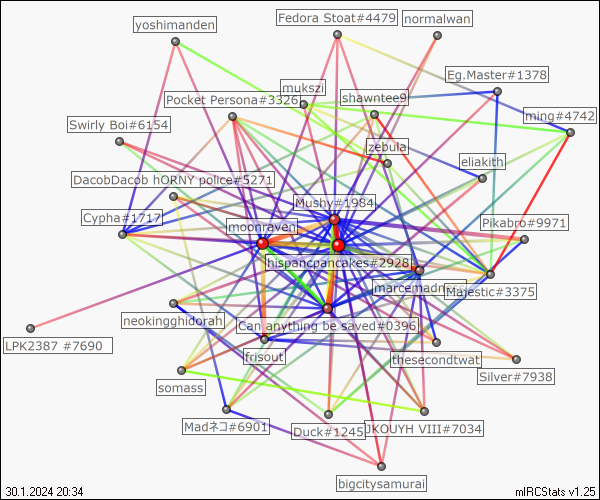 Fedora Stoat#4479
normalwan
yoshimanden
Eg.Master#1378
mukszi
Pocket Persona#3326
shawntee9
ming#4742
Swirly Boi#6154
zebula
eliakith
DacobDacob hORNY police#5271
Mushy#1984
Cypha#1717
moonraven
Pikabro#9971
hispancpancakes#2928
marcemadn
Majestic#3375
neokingghidorah
Can anything be saved#0396
LPK2387 #7690
frisout
thesecondtwat
Silver#7938
somass
Madネコ#6901
Duck#1245
JKOUYH VIII#7034
bigcitysamurai
30.1.2024 20:34
mIRCStats v1.25